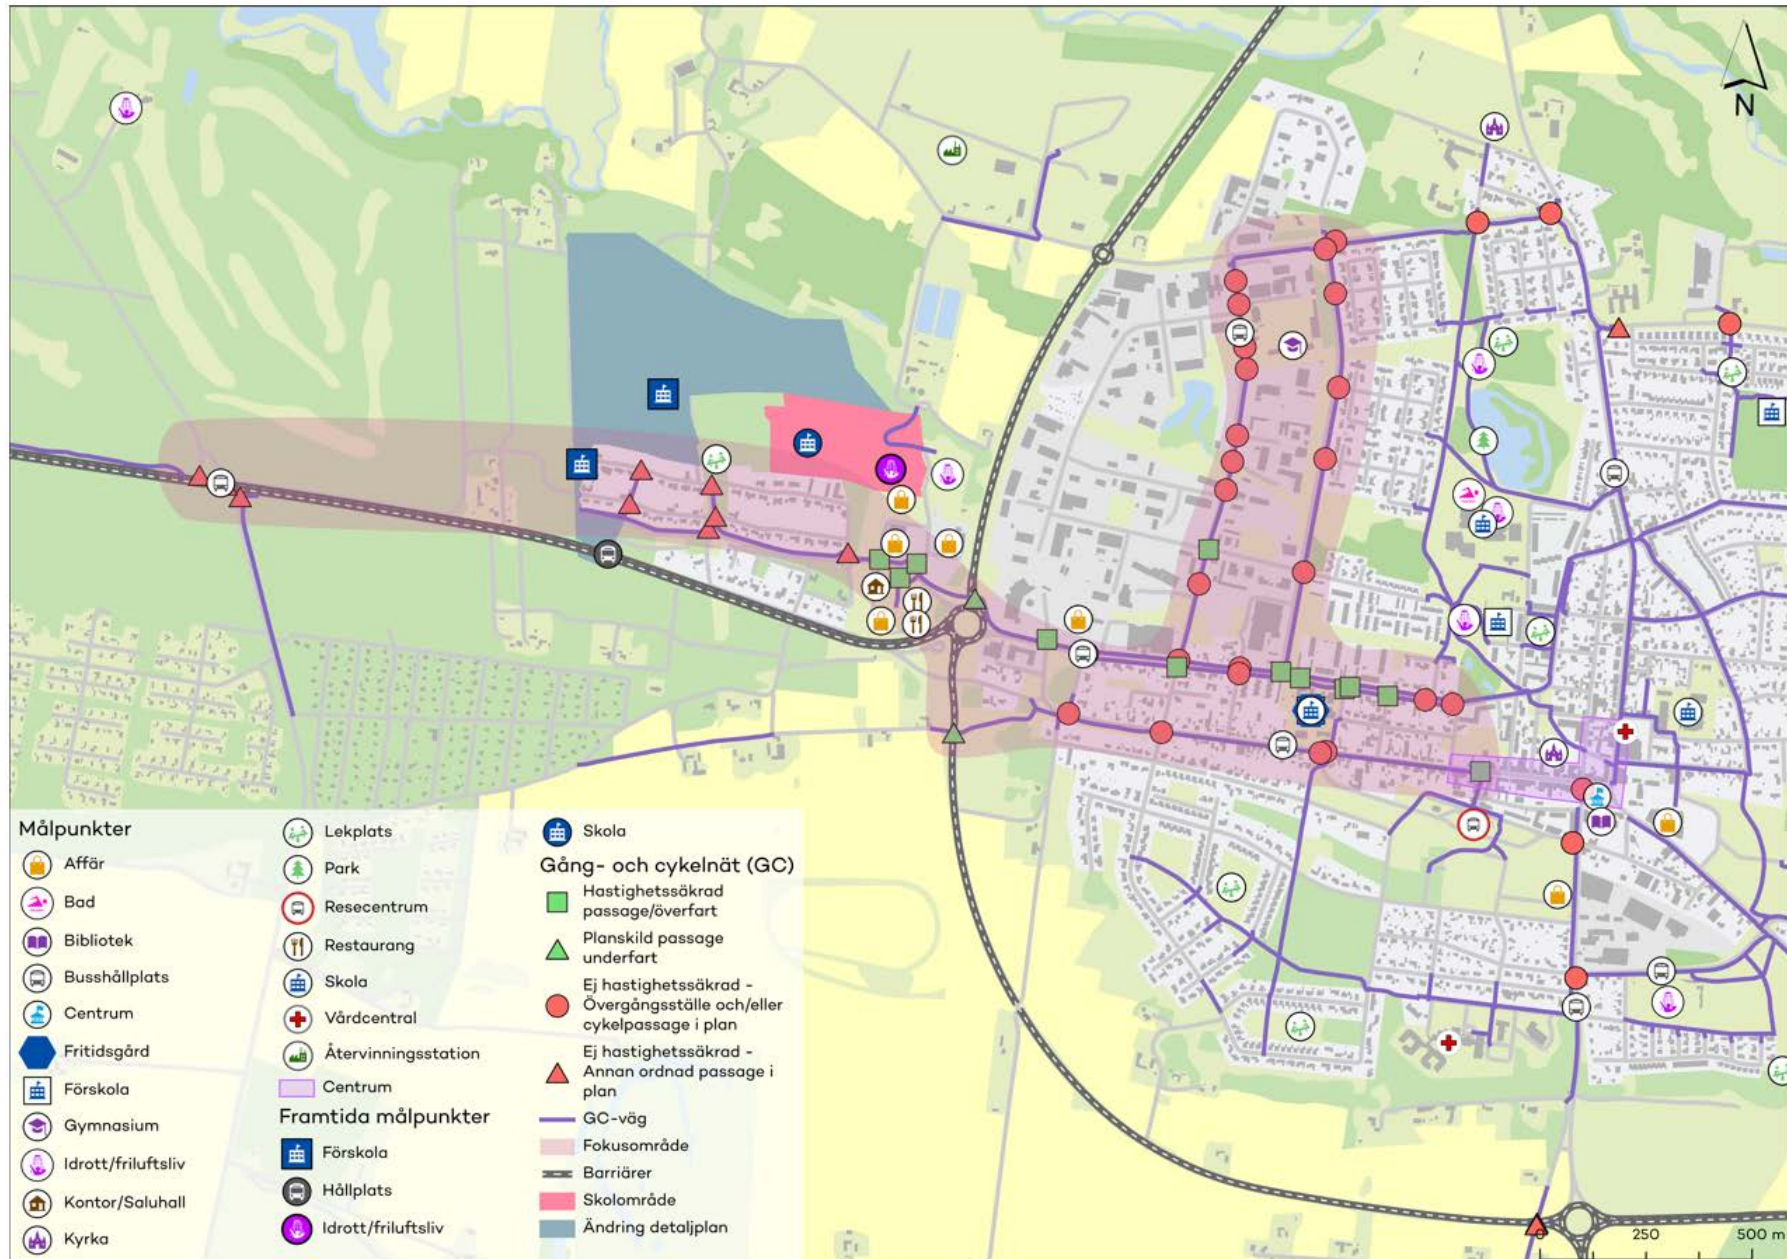 N
Målpunkter
Affär
Bad
Bibliotek
Busshållplats
Centrum
Fritidsgård
Förskola
Gymnasium
Idrott/friluftsliv
Kontor/Saluhall
Kyrka
Lekplats
Park
Resecentrum
Restaurang
Skola
Vårdcentral
Återvinningsstation
Centrum
Framtida målpunkter
Förskola
Hållplats
Idrott/friluftsliv
Skola
Gång- och cykelnät (GC)
Hastighetssäkrad
passage/överfart
Planskild passage
underfart
Ej hastighetssäkrad -
Övergångsställe och/eller
cykelpassage i plan
Ej hastighetssäkrad -
Annan ordnad passage i
plan
GC-väg
Fokusområde
Barriärer
Skolområde
Ändring detaljplan
0 250 500 m